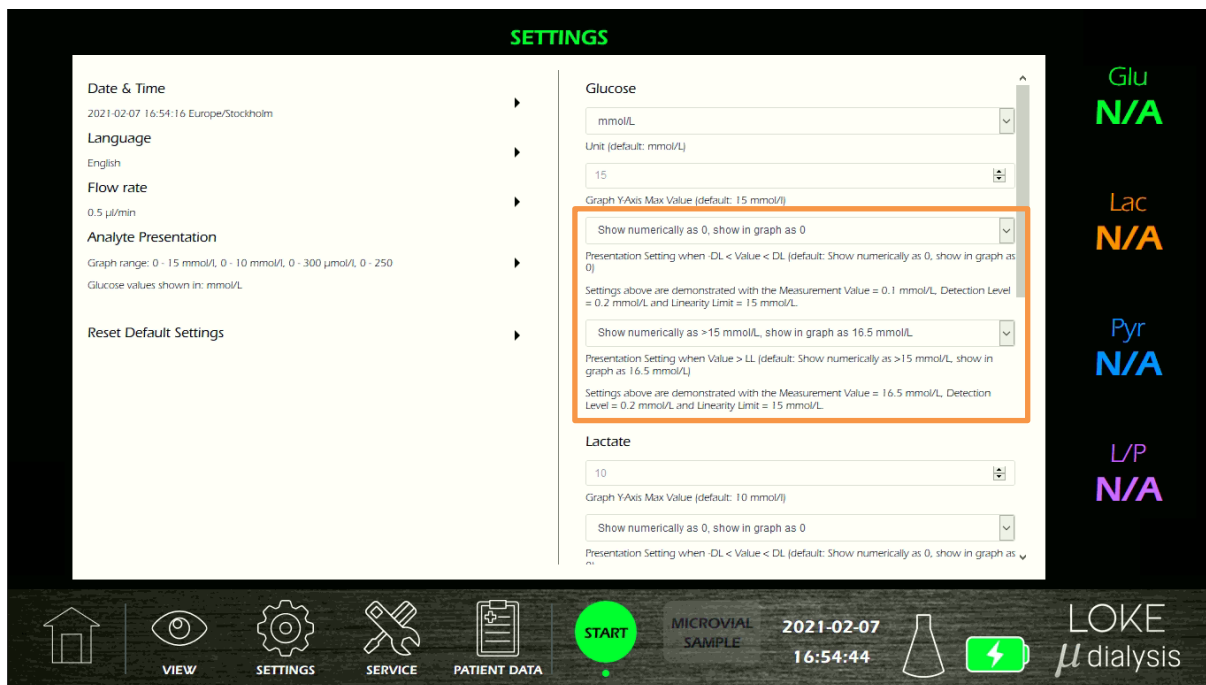 SETTINGS
Date & Time
2021-02-07 16:54:16 Europe/Stockholm
Language
English
Flow rate
0.5 µl/min
Analyte Presentation
Graph range: 0 - 15 mmol/l, 0 - 10 mmol/l, 0 - 300 µmol/l, 0 - 250
Glucose values shown in: mmol/L
Reset Default Settings
Glucose
mmol/L
Unit (default: mmol/L)
15
Graph Y-Axis Max Value (default: 15 mmol/l)
Show numerically as 0, show in graph as 0
Presentation Setting when -DL < Value < DL (default: Show numerically as 0, show in graph as
0)
Settings above are demonstrated with the Measurement Value = 0.1 mmol/L, Detection Level
= 0.2 mmol/L and Linearity Limit = 15 mmol/L.
Show numerically as >15 mmol/L, show in graph as 16.5 mmol/L
Presentation Setting when Value > LL (default: Show numerically as >15 mmol/L, show in
graph as 16.5 mmol/L)
Settings above are demonstrated with the Measurement Value = 16.5 mmol/L, Detection
Level = 0.2 mmol/L and Linearity Limit = 15 mmol/L.
Lactate
10
Graph Y-Axis Max Value (default: 10 mmol/l)
Show numerically as 0, show in graph as 0
Presentation Setting when -DL < Value < DL (default: Show numerically as 0, show in graph as
Glu
N/A
Lac
N/A
Pyr
N/A
L/P
N/A
VIEW
SETTINGS
SERVICE
PATIENT DATA
START
MICROVIAL
SAMPLE
2021-02-07
16:54:44
LOKE
µ dialysis